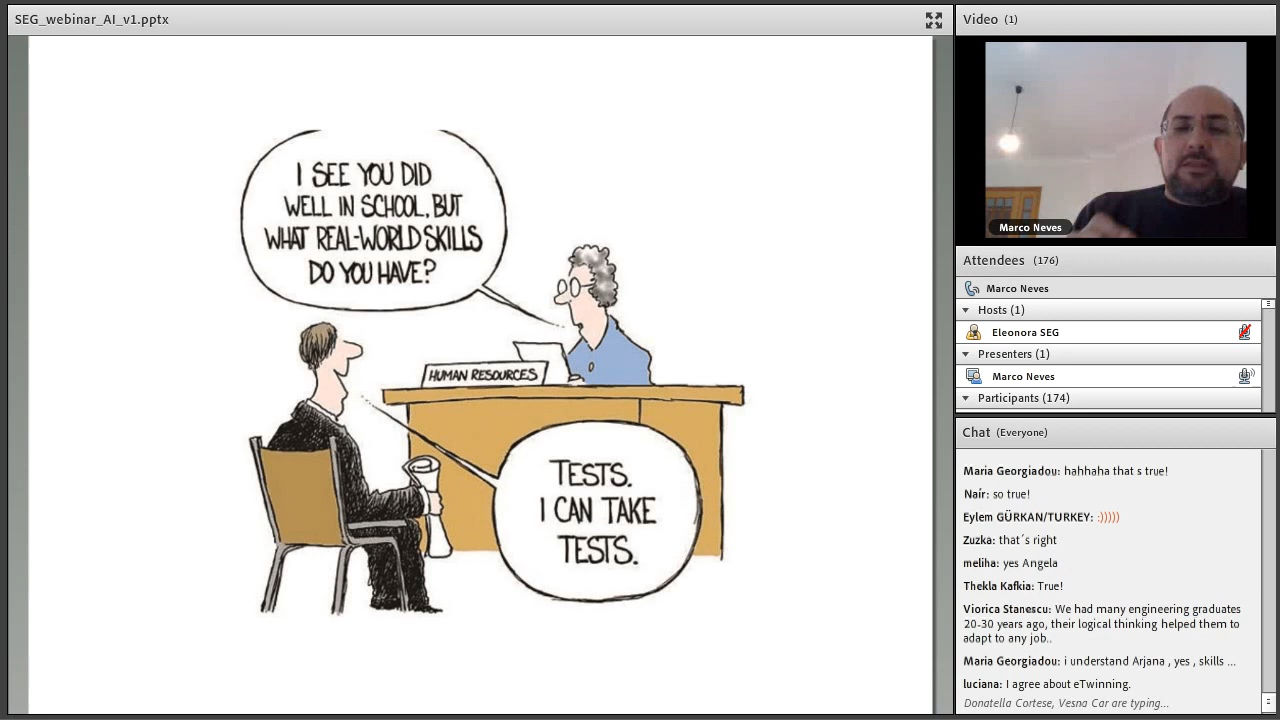 SEG_webinar_AI_v1.pptx
I SEE YOU DID
WELL IN SCHOOL, BUT
WHAT REAL-WORLD SKILLS
DO YOU HAVE?
HUMAN RESOURCES
TESTS.
I CAN TAKE
TESTS.
Video (1)
Marco Neves
Attendees (176)
Marco Neves
Hosts (1)
Eleonora SEG
Presenters (1)
Marco Neves
Participants (174)
Chat (Everyone)
Maria Georgiadou: hahhaha that s true!
Naír: so true!
Eylem GÜRKAN/TURKEY: :)))))
Zuzka: that´s right
meliha: yes Angela
Thekla Kafkia: True!
Viorica Stanescu: We had many engineering graduates
20-30 years ago, their logical thinking helped them to
adapt to any job..
Maria Georgiadou: i understand Arjana , yes , skills ...
luciana: I agree about eTwinning.
Donatella Cortese, Vesna Car are typing...